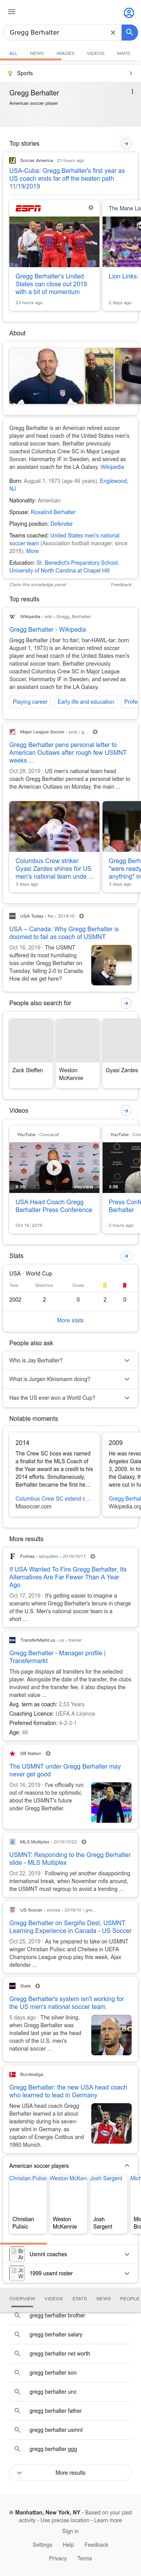 Gregg Berhalter
ALL NEWS IMAGES VIDEOS MAPS
Sports
Gregg Berhalter
American soccer player
Top stories
Soccer America · 21 hours ago
USA-Cuba: Gregg Berhalter's first year as
US coach ends far off the beaten path
11/19/2019
ESPN
Gregg Berhalter's United
States can close out 2019
with a bit of momentum
23 hours ago
The Mane La
Lion Links:
2 days ago
About
Gregg Berhalter is an American retired soccer
player and head coach of the United States men's
national soccer team. Berhalter previously
coached Columbus Crew SC in Major League
Soccer, and Hammarby IF in Sweden. As well, he
served as an assistant coach for the LA Galaxy. Wikipedia
Born: August 1, 1973 (age 46 years), Englewood,
NJ
Nationality: American
Spouse: Rosalind Berhalter
Playing position: Defender
Teams coached: United States men's national
soccer team (Association football manager, since
2018), More
Education: St. Benedict's Preparatory School,
University of North Carolina at Chapel Hill
Claim this knowledge panel Feedback
Top results
Wikipedia › wiki › Gregg_Berhalter
Gregg Berhalter - Wikipedia
Gregg Berhalter (/bərˈhɔːltər/, bər-HAWL-tər; born
August 1, 1973) is an American retired soccer
player and head coach of the United States
men's national soccer team. Berhalter
previously coached Columbus Crew SC in Major
League Soccer, and Hammarby IF in Sweden.
As well, he served as an assistant coach for the
LA Galaxy.
Playing career Early life and education Profe
Major League Soccer › post › g...
Gregg Berhalter pens personal letter to
American Outlaws after rough few USMNT
weeks ...
Oct 28, 2019 · US men's national team head
coach Gregg Berhalter penned a personal letter to
the American Outlaws on Monday, the main ...
Columbus Crew striker
Gyasi Zardes shines for US
men's national team unde...
3 days ago
Gregg Berh
"were ready
anything" in
3 days ago
USA Today › ftw › 2019/10
USA – Canada: Why Gregg Berhalter is
doomed to fail as coach of USMNT
Oct 16, 2019 · The USMNT
suffered its most humiliating
loss under Gregg Berhalter on
Tuesday, falling 2-0 to Canada.
How did we get here?
People also search for
Zack Steffen
Weston
McKennie
Gyasi Zardes
Videos
YouTube · Concacaf
PREVIEW
USA Head Coach Gregg
Berhalter Press Conference
Oct 16, 2019
YouTube · Con
Press Confe
Berhalter
2 hours ago
Stats
USA · World Cup
Year Matches Goals
2002 2 0 2 0
More stats
People also ask
Who is Jay Berhalter?
What is Jurgen Klinsmann doing?
Has the US ever won a World Cup?
Notable moments
2014
The Crew SC boss was named
a finalist for the MLS Coach of
the Year award as a credit to his
2014 efforts. Simultaneously,
Berhalter became the first he...
Columbus Crew SC extend c...
Mlssoccer.com
2009
He was revea
Angeles Galax
3, 2009. In his
the Galaxy, th
were cut in ha
Gregg Berhal
Wikipedia.org
More results
2019/10/17
If USA Wanted To Fire Gregg Berhalter, Its
Alternatives Are Far Fewer Than A Year
Ago
Oct 17, 2019 · It's getting easier to imagine a
scenario where Gregg Berhalter's tenure in charge
of the U.S. Men's national soccer team is a
short ...
TransferMarkt.us › us › trainer
Gregg Berhalter - Manager profile |
Transfermarkt
This page displays all transfers for the selected
player. Alongside the date of the transfer, the clubs
involved and the transfer fee, it also displays the
market value ...
Avg. term as coach: 2,53 Years
Coaching Licence: UEFA A Licence
Preferred formation: 4-2-3-1
Age: 46
SB Nation
The USMNT under Gregg Berhalter may
never get good
Oct 16, 2019 · I've officially run
out of reasons to be optimistic
about the USMNT's future
under Gregg Berhalter.
MLS Multiplex › 2019/10/22
USMNT: Responding to the Gregg Berhalter
slide - MLS Multiplex
Oct 22, 2019 · Following yet another disappointing
international break, when November rolls around,
the USMNT must regroup to avoid a tending ...
US Soccer › stories › 2019/10 › gre...
Gregg Berhalter on Sergiño Dest, USMNT
Learning Experience in Canada - US Soccer
Oct 25, 2019 · As he prepared to take on USMNT
winger Christian Pulisic and Chelsea in UEFA
Champions League group play this week, Ajax
defender ...
Slate
Gregg Berhalter's system isn't working for
the US men's national soccer team.
5 days ago · The silver lining,
when Gregg Berhalter was
installed last year as the head
coach of the U.S. men's
national soccer ...
Bundesliga
Gregg Berhalter: the new USA head coach
who learned to lead in Germany
New USA head coach Gregg
Berhalter learned a lot about
leadership during his seven-
year stint in Germany, as
captain of Energie Cottbus and
1860 Munich.
American soccer players
Christian Pulisic Weston McKen Josh Sargent Mich
Christian
Pulisic
Weston
McKennie
Josh
Sargent
Mic
Bra
Usmnt coaches
1999 uswnt roster
OVERVIEW VIDEOS STATS NEWS PEOPLE
gregg berhalter brother
gregg berhalter salary
gregg berhalter net worth
gregg berhalter son
gregg berhalter unc
gregg berhalter father
gregg berhalter usmnt
gregg berhalter ggg
More results
Manhattan, New York, NY - Based on your past
activity - Use precise location - Learn more
Sign in
Settings Help Feedback
Privacy Terms